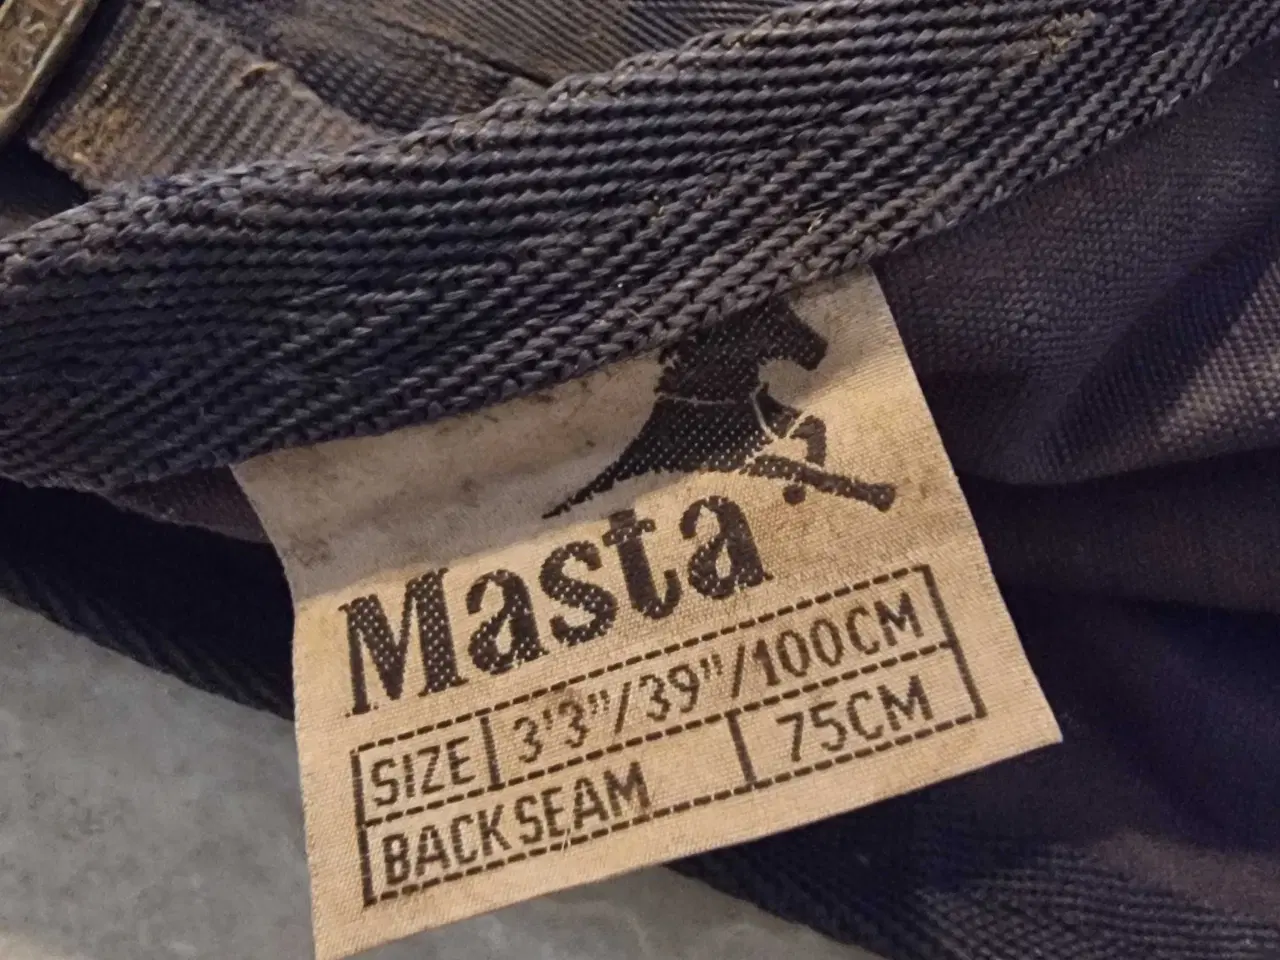 Masta
SIZE 3'3"/39"/100CM
BACK SEAM 75CM